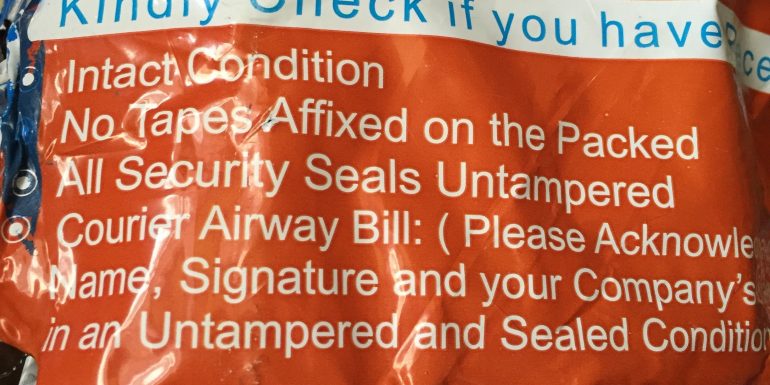 Kindly Check if you have
Intact Condition
No Tapes Affixed on the Packed
All Security Seals Untampered
Courier Airway Bill: ( Please Acknowle
Name, Signature and your Company's
in an Untampered and Sealed Condition